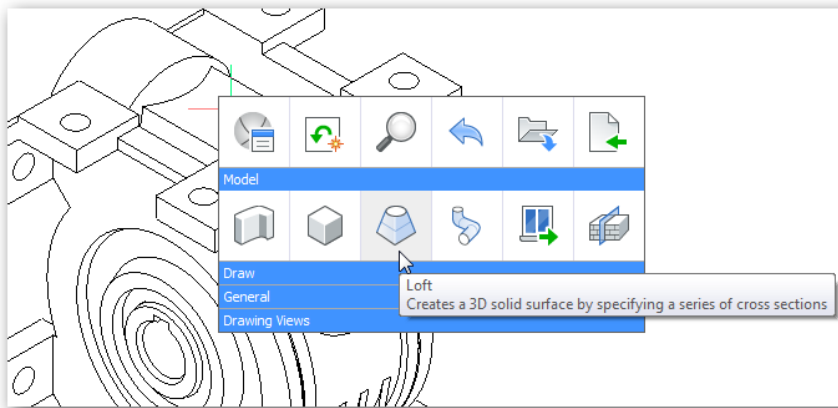 Model
Draw
General
Drawing Views
Loft
Creates a 3D solid surface by specifying a series of cross sections